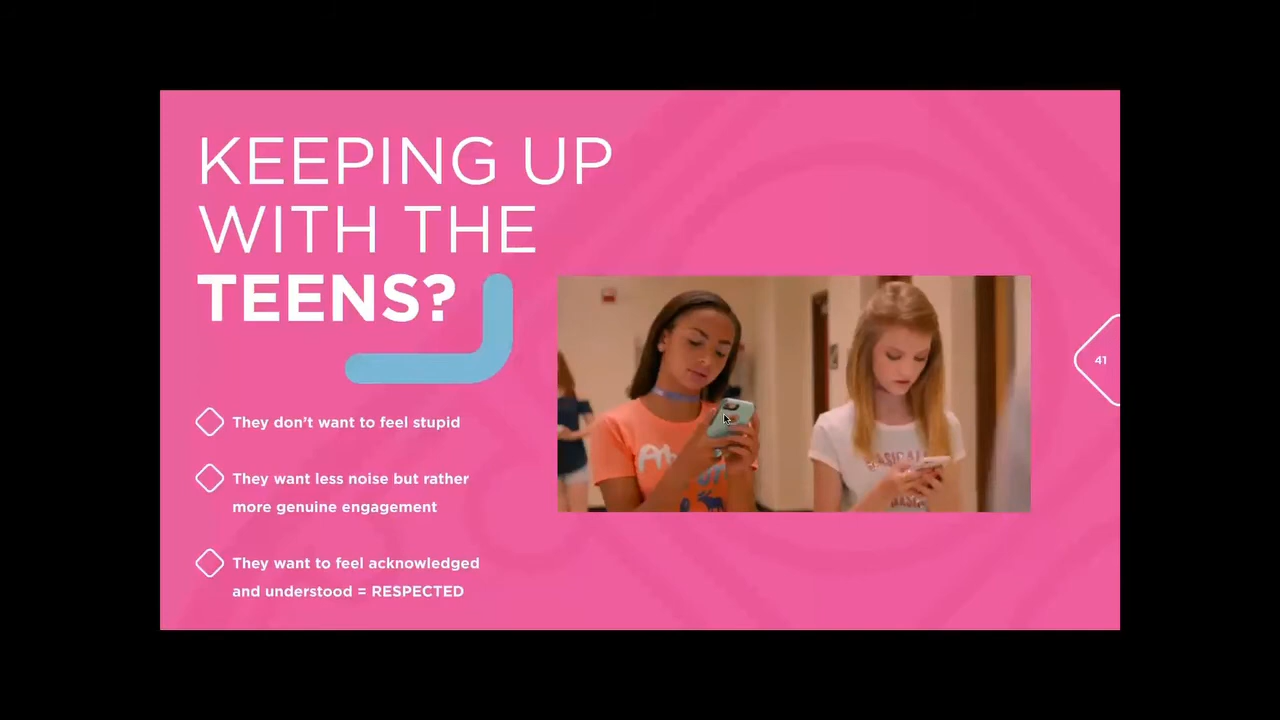 KEEPING UP
WITH THE
TEENS?
They don't want to feel stupid
They want less noise but rather
more genuine engagement
They want to feel acknowledged
and understood = RESPECTED
41
BASICALLY